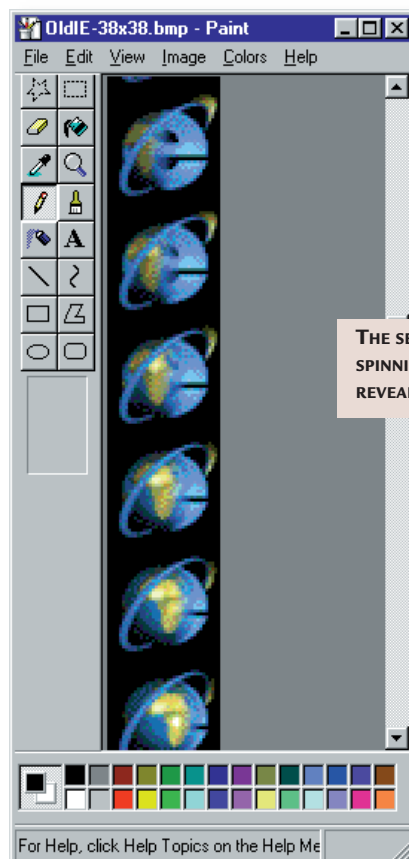 OldIE-38x38.bmp - Paint
File Edit View Image Colors Help
A
THE SE
SPINNI
REVEAL
For Help, click Help Topics on the Help Me